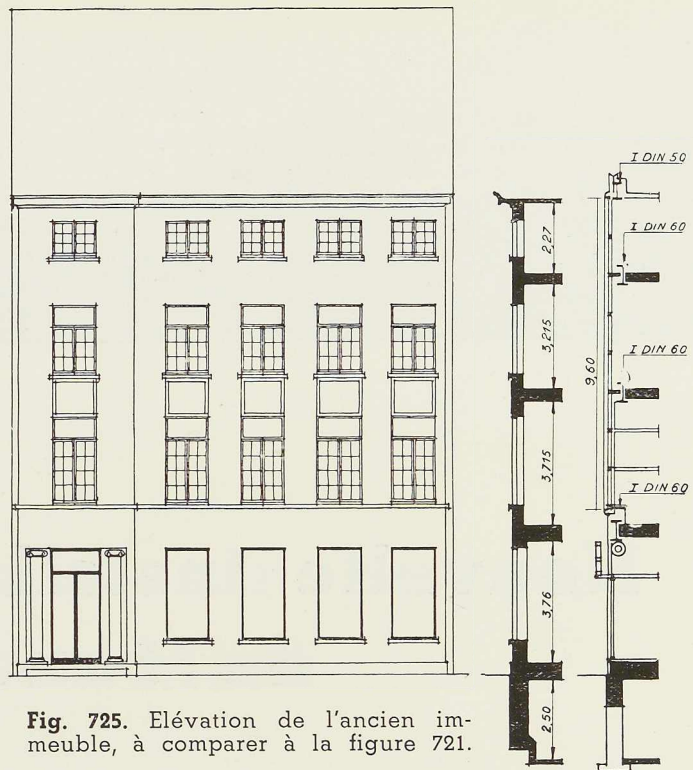 I DIN 50
2,27
I DIN 60
3,215
9,60
I DIN 60
3,715
I DIN 60
3,76
2,50
Fig. 725. Elévation de l'ancien im-
meuble, à comparer à la figure 721.